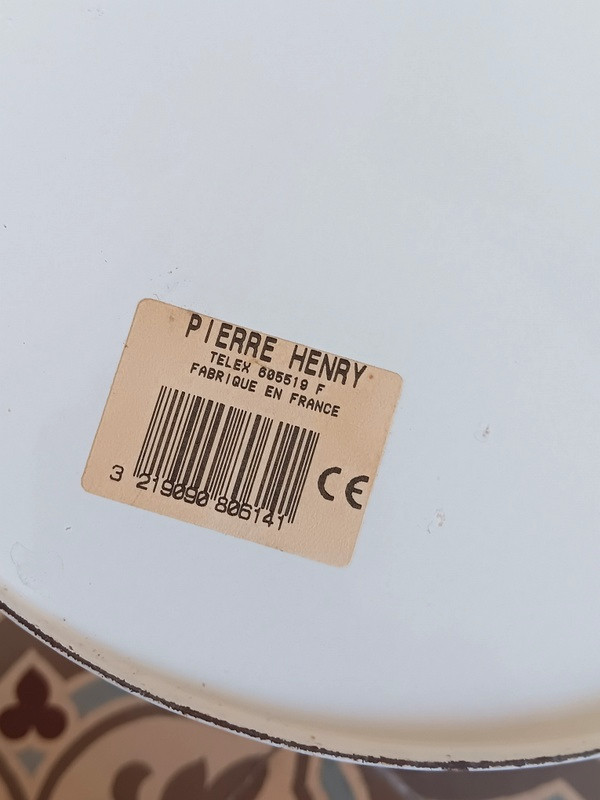 PIERRE HENRY
TELEX 605519 F
FABRIQUE EN FRANCE
CE
3 219090 806141